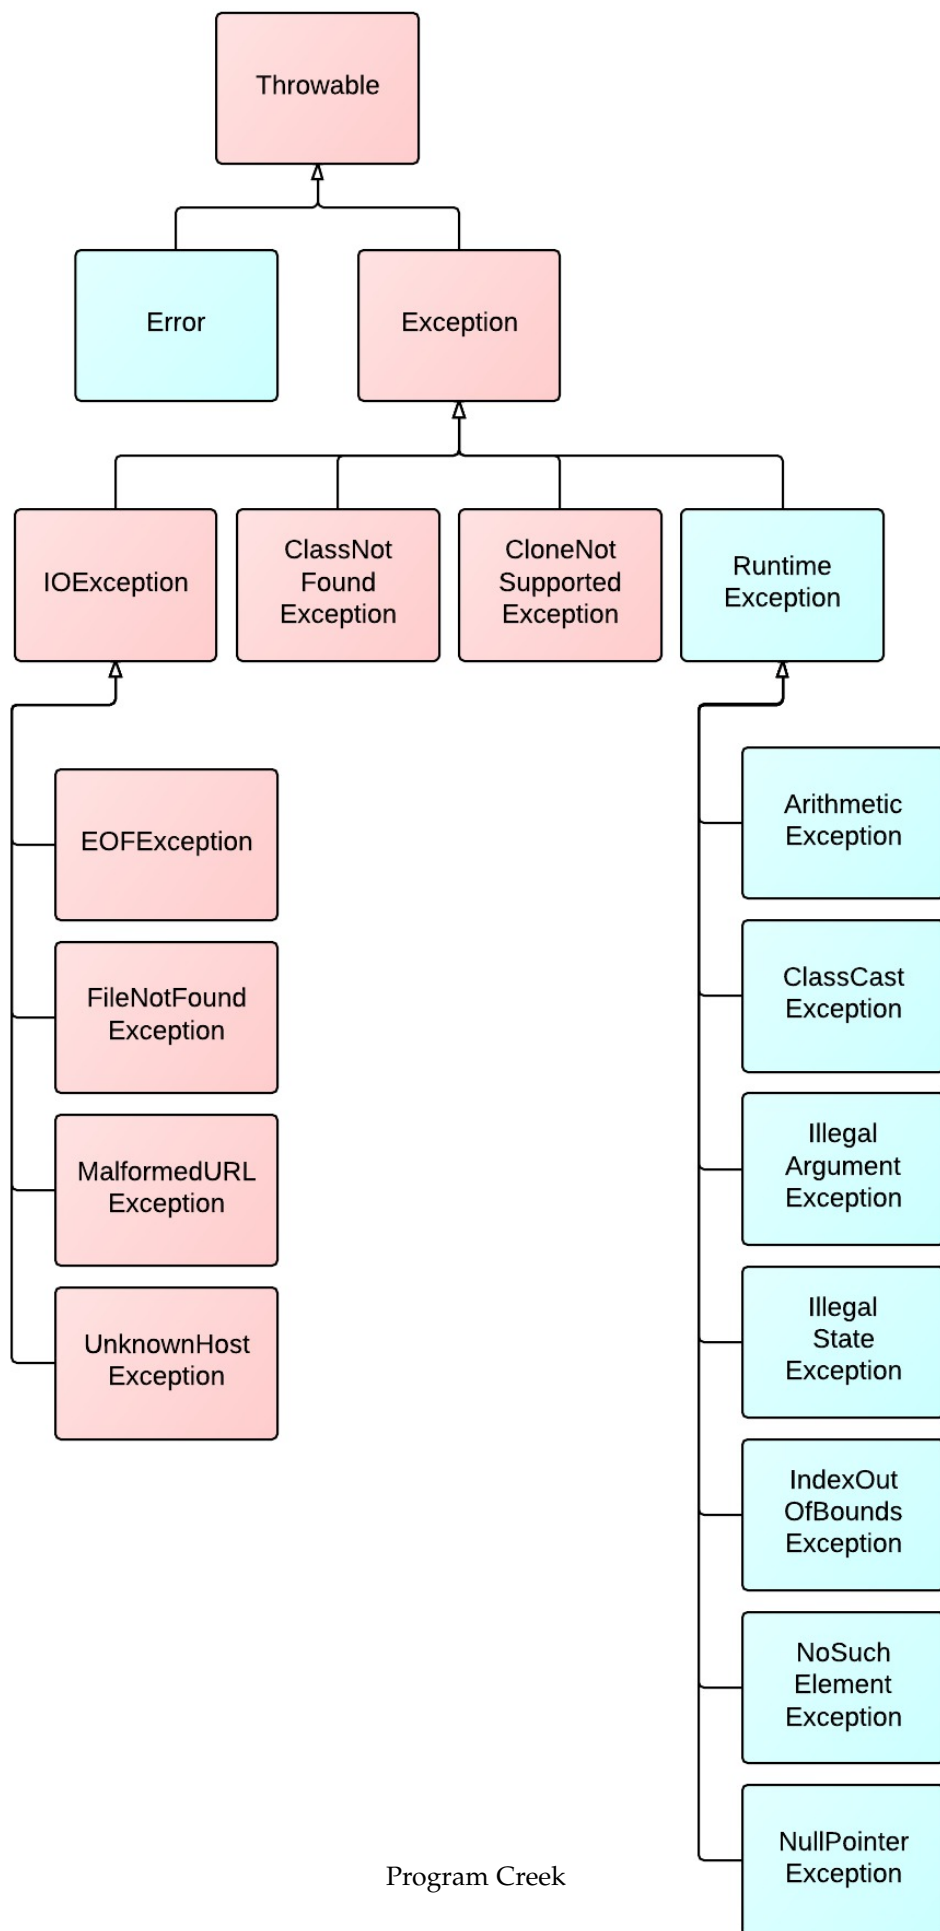 Throwable
Error
Exception
IOException
ClassNot
Found
Exception
CloneNot
Supported
Exception
Runtime
Exception
EOFException
FileNotFound
Exception
MalformedURL
Exception
UnknownHost
Exception
Arithmetic
Exception
ClassCast
Exception
Illegal
Argument
Exception
Illegal
State
Exception
IndexOut
OfBounds
Exception
NoSuch
Element
Exception
NullPointer
Exception
Program Creek